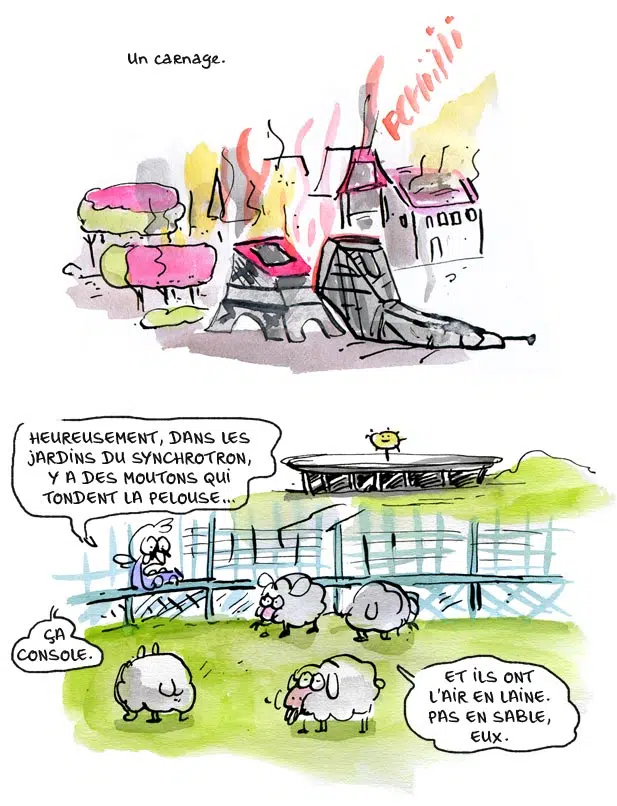 Un carnage.
PCHIIIIII
HEUREUSEMENT, DANS LES
JARDINS DU SYNCHROTRON,
Y A DES MOUTONS QUI
TONDENT LA PELOUSE...
ÇA
CONSOLE.
ET ILS ONT
L'AIR EN LAINE.
PAS EN SABLE,
EUX.